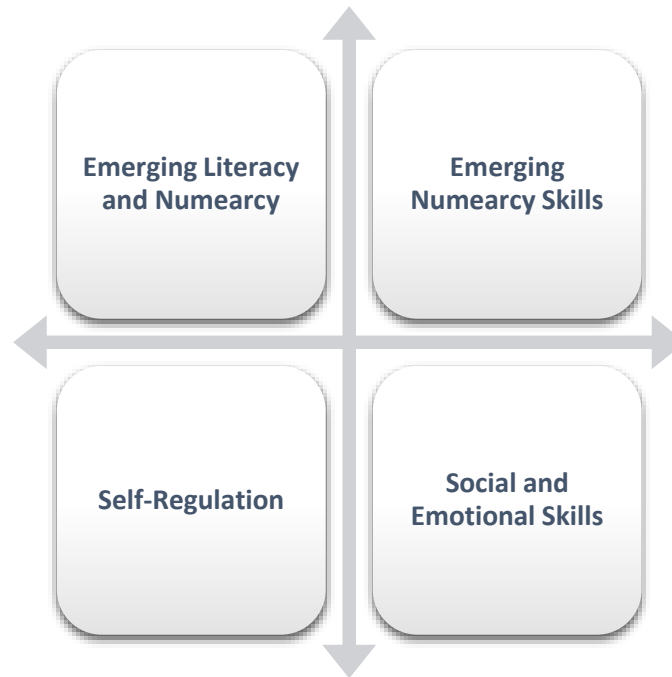 Emerging Literacy
and Numearcy
Emerging
Numearcy Skills
Self-Regulation
Social and
Emotional Skills